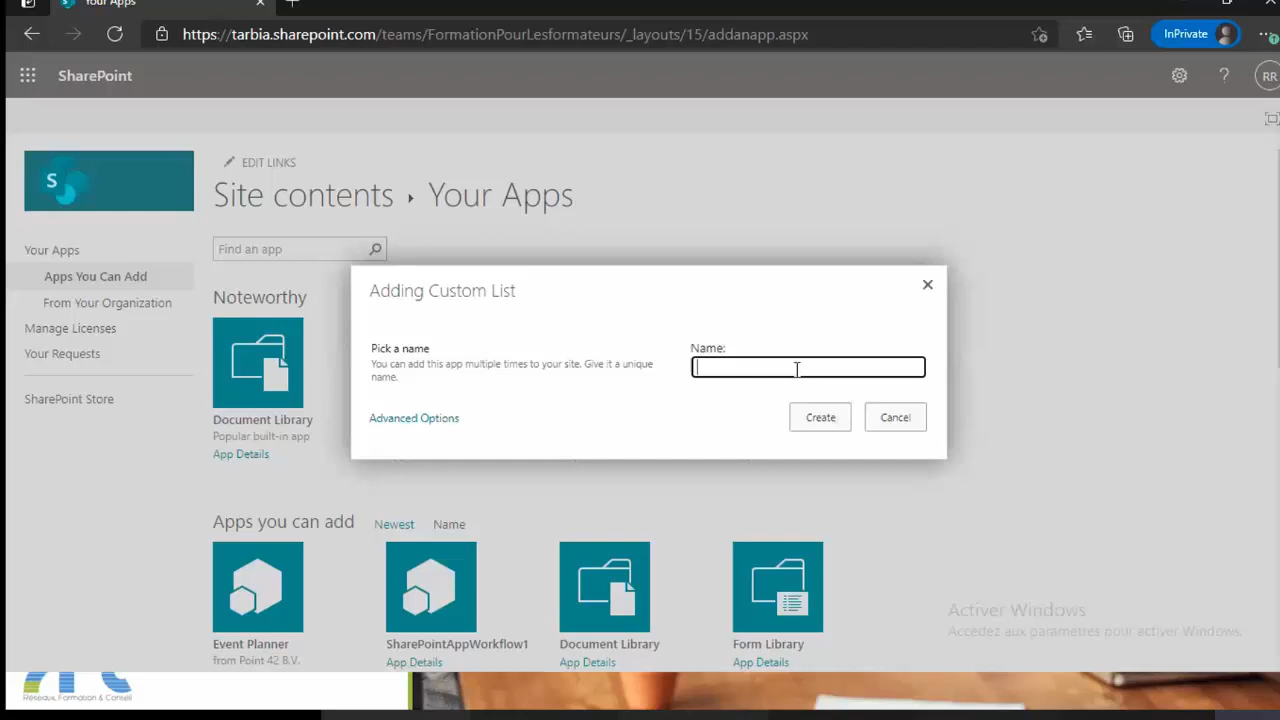 Your Apps
https://tarbia.sharepoint.com/teams/FormationPourLesformateurs/_layouts/15/addanapp.aspx
InPrivate
SharePoint
RR
EDIT LINKS
S
Site contents ▸ Your Apps
Find an app
Your Apps
Apps You Can Add
From Your Organization
Manage Licenses
Your Requests
SharePoint Store
Noteworthy
Document Library
Popular built-in app
App Details
Adding Custom List
Pick a name
You can add this app multiple times to your site. Give it a unique
name.
Name:
Advanced Options
Create
Cancel
Apps you can add
Newest
Name
Event Planner
from Point 42 B.V.
SharePointAppWorkflow1
App Details
Document Library
App Details
Form Library
App Details
Activer Windows
Accédez aux paramètres pour activer Windows.
Réseaux, Formation & Conseil